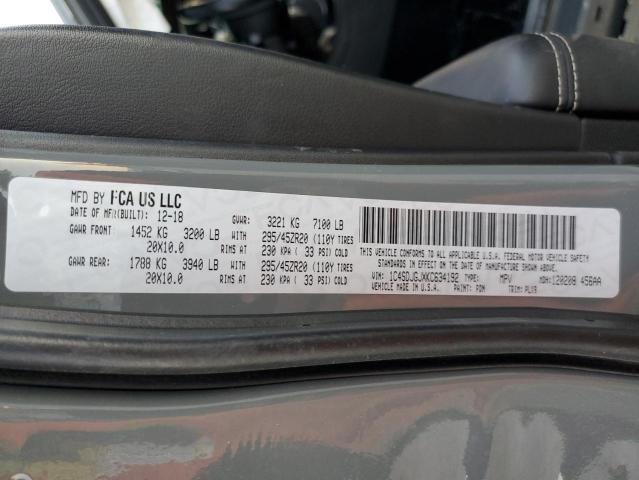 MFD BY FCA US LLC
DATE OF MFR(BUILT): 12-18 GVWR: 3221 KG 7100 LB
GAWR FRONT 1452 KG 3200 LB WITH 295/45ZR20 (110Y TIRES
20X10.0 RIMS AT 230 KPA ( 33 PSI) COLD
GAWR REAR: 1788 KG 3940 LB WITH 295/45ZR20 (110Y TIRES
20X10.0 RIMS AT 230 KPA ( 33 PSI) COLD
THIS VEHICLE CONFORMS TO ALL APPLICABLE U.S.A. FEDERAL MOTOR VEHICLE SAFETY
STANDARDS IN EFFECT ON THE DATE OF MANUFACTURE SHOWN ABOVE.
VIN: 1C4SDJGJXKC634192 TYPE: MPV MDH: 120209 456AA
MADE IN U.S.A. PAINT: PDN TRIM: PLX9